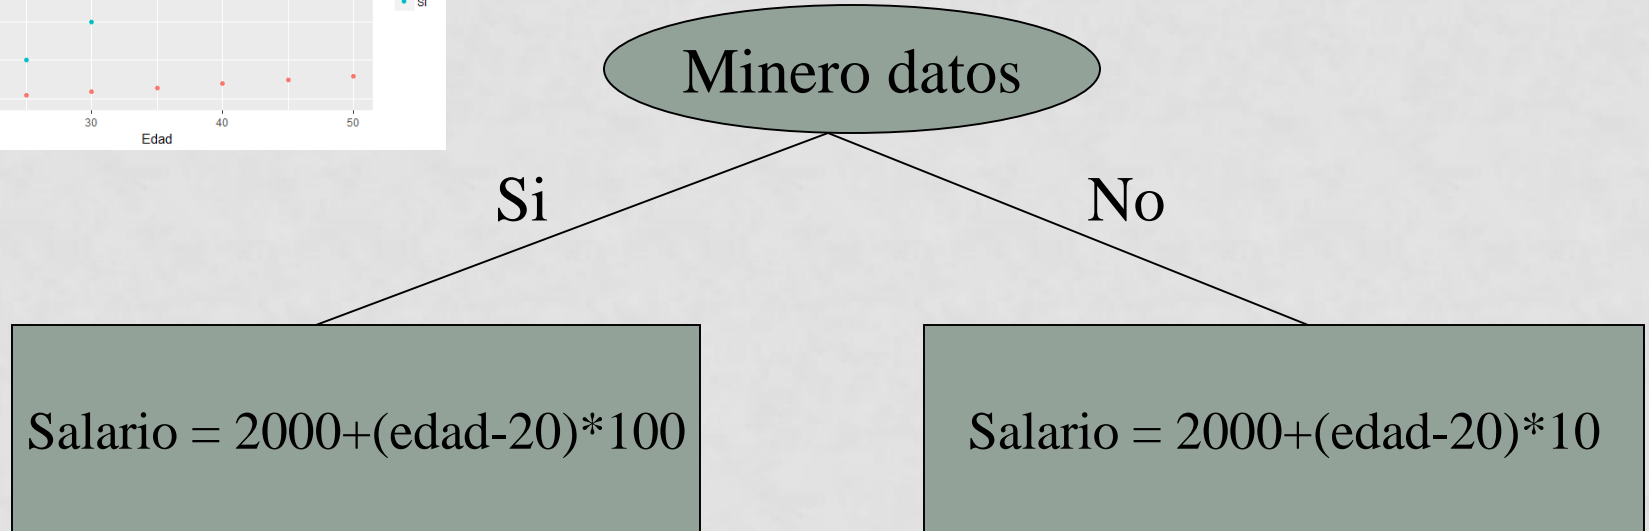 si
30 40 50
Edad
Minero datos
Si No
Salario = 2000+(edad-20)*100
Salario = 2000+(edad-20)*10